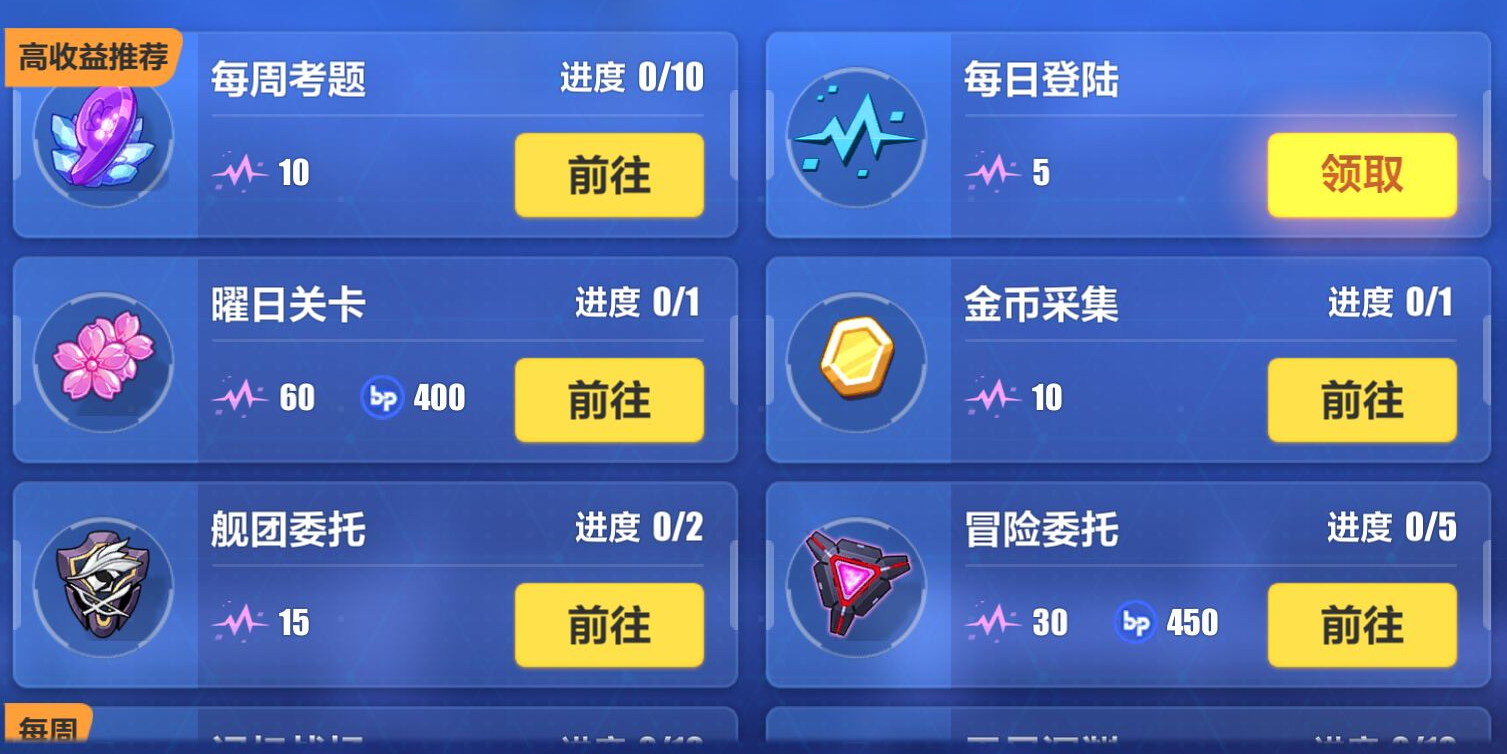 高收益推荐
每周考题 进度 0/10
10 前往
每日登陆
5 领取
曜日关卡 进度 0/1
60 bp 400 前往
金币采集 进度 0/1
10 前往
舰团委托 进度 0/2
15 前往
冒险委托 进度 0/5
30 bp 450 前往
每周